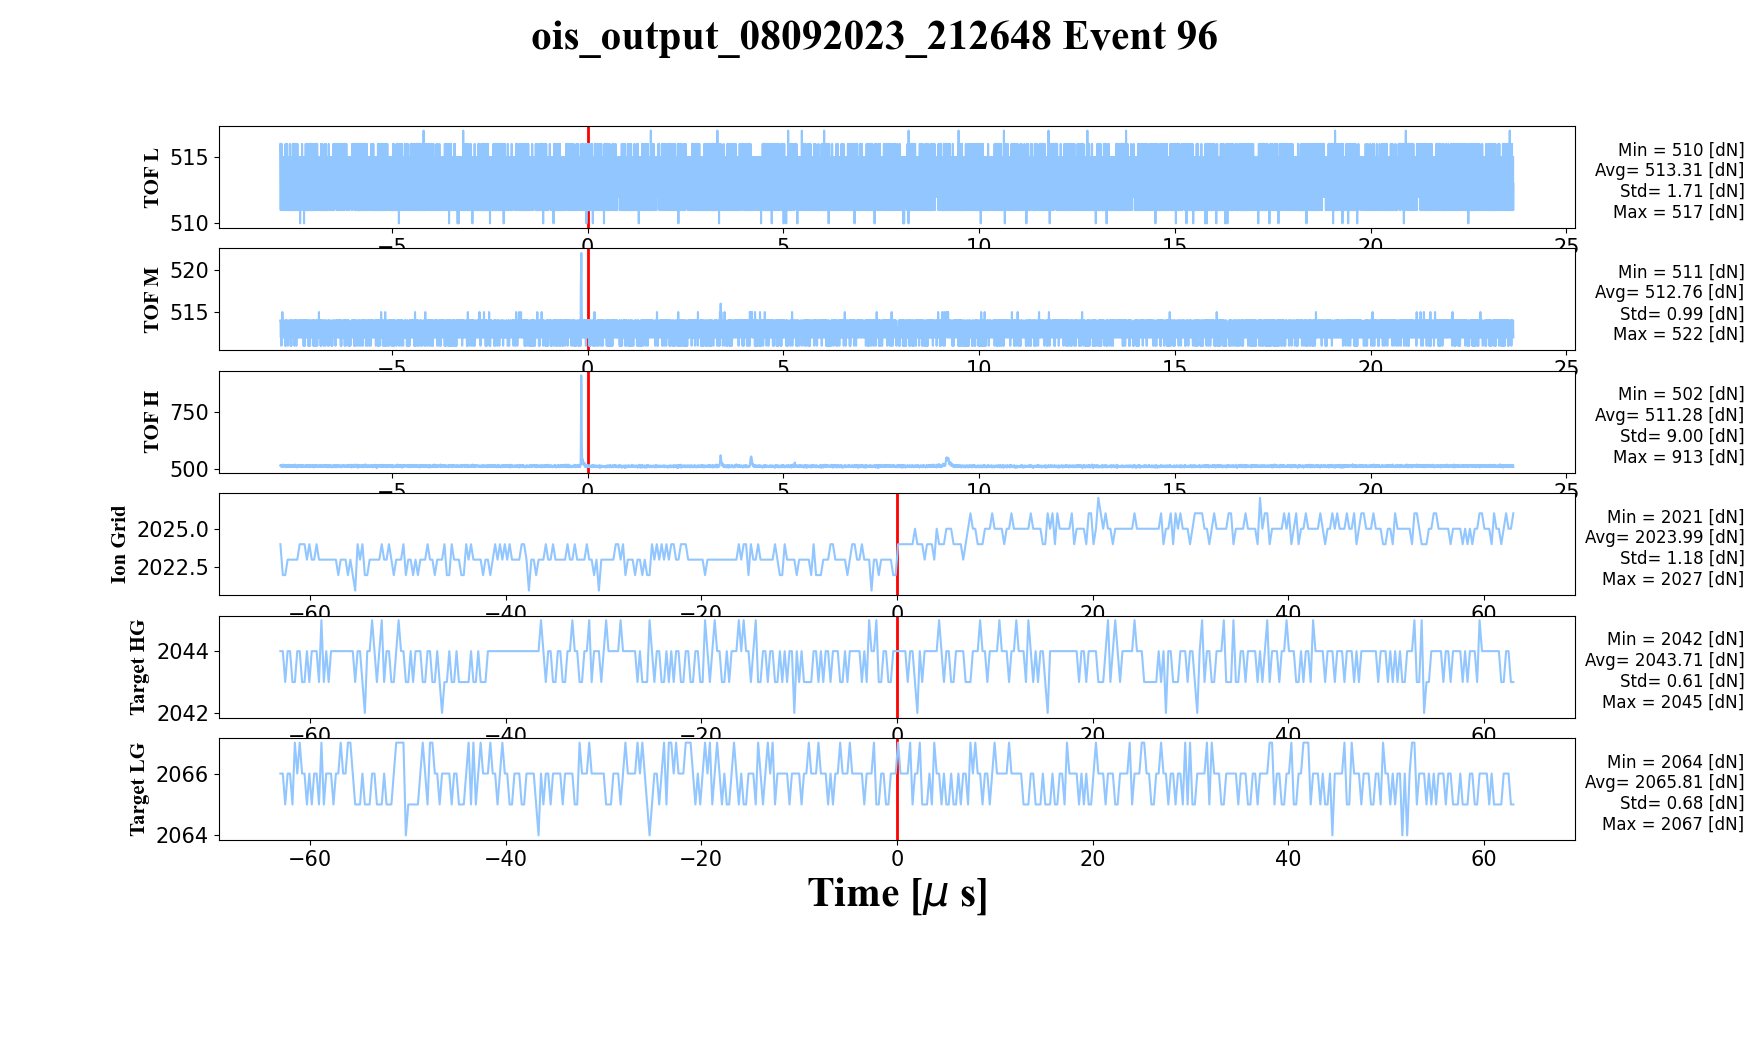 ois_output_08092023_212648 Event 96
TOF L
515
510
−5 0 5 10 15 20 25
Min = 510 [dN]
Avg= 513.31 [dN]
Std= 1.71 [dN]
Max = 517 [dN]
TOF M
520
515
−5 0 5 10 15 20 25
Min = 511 [dN]
Avg= 512.76 [dN]
Std= 0.99 [dN]
Max = 522 [dN]
TOF H
750
500
−5 0 5 10 15 20 25
Min = 502 [dN]
Avg= 511.28 [dN]
Std= 9.00 [dN]
Max = 913 [dN]
Ion Grid
2025.0
2022.5
−60 −40 −20 0 20 40 60
Min = 2021 [dN]
Avg= 2023.99 [dN]
Std= 1.18 [dN]
Max = 2027 [dN]
Target HG
2044
2042
−60 −40 −20 0 20 40 60
Min = 2042 [dN]
Avg= 2043.71 [dN]
Std= 0.61 [dN]
Max = 2045 [dN]
Target LG
2066
2064
−60 −40 −20 0 20 40 60
Min = 2064 [dN]
Avg= 2065.81 [dN]
Std= 0.68 [dN]
Max = 2067 [dN]
Time [μ s]